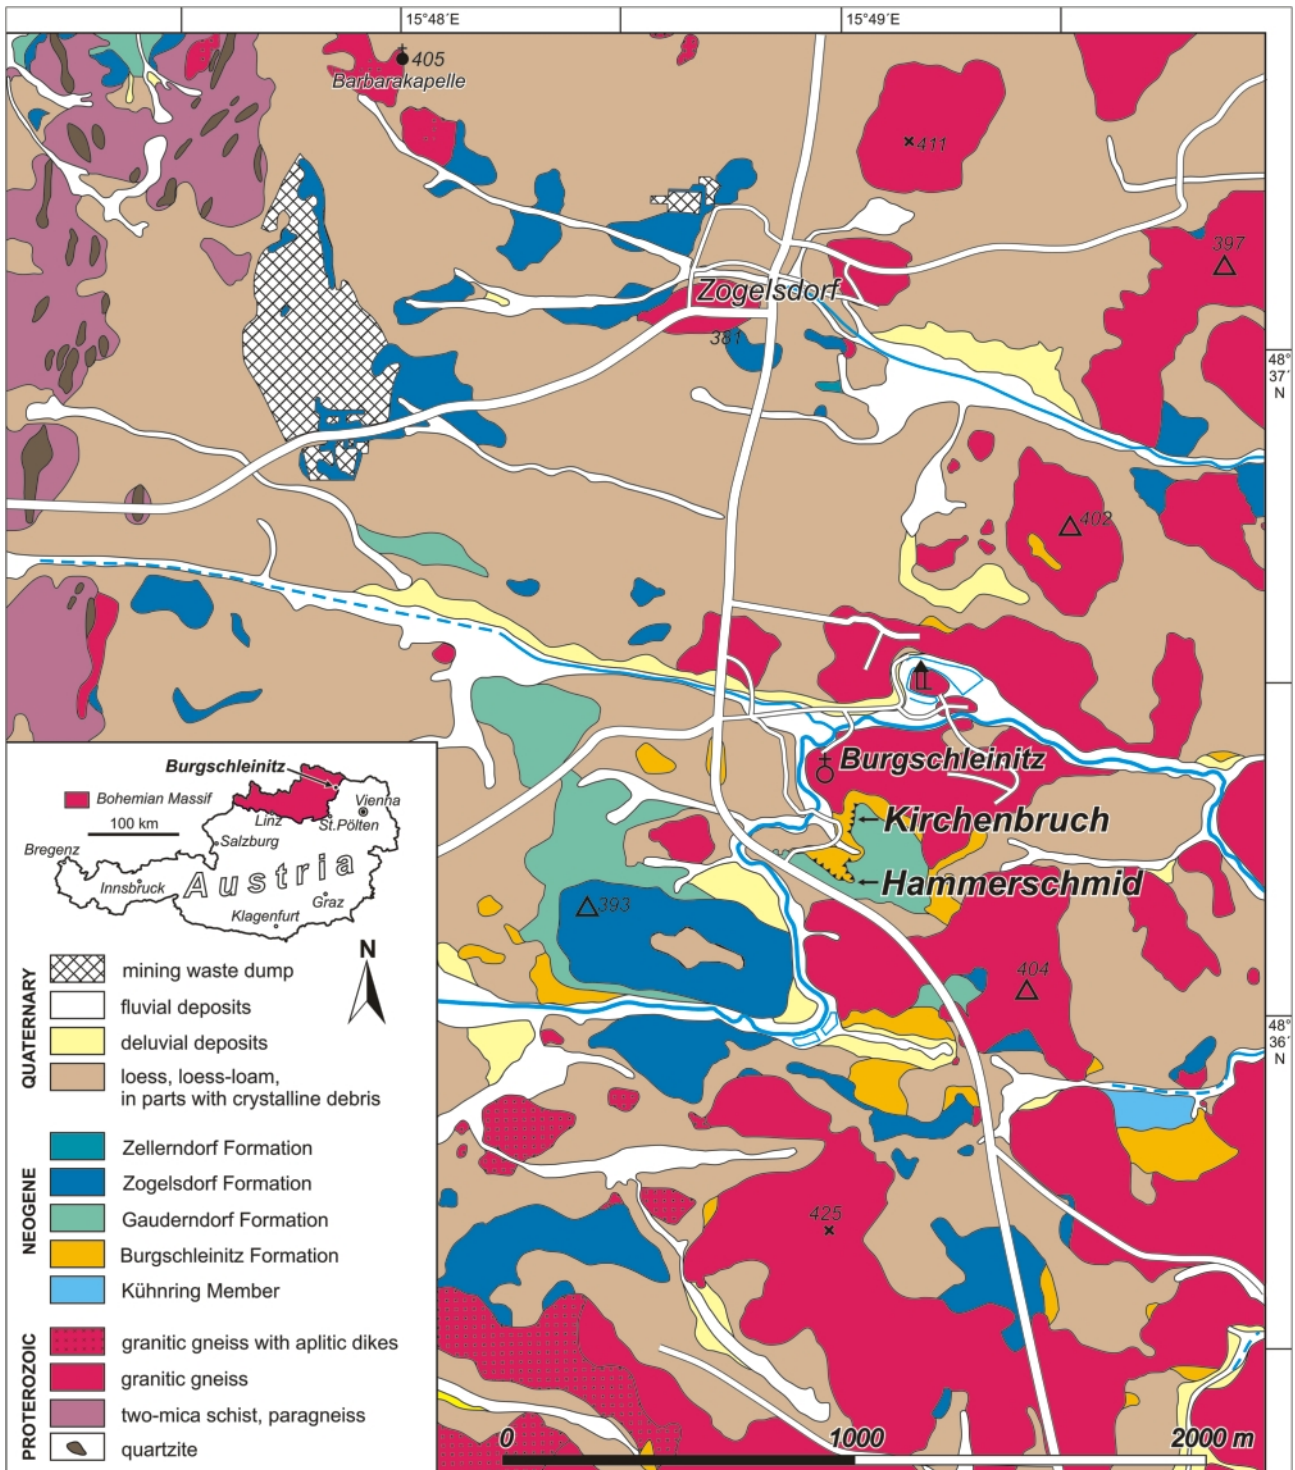 15°48´E
15°49´E
405
Barbarakapelle
411
397
Zogelsdorf
381
48°
37´
N
402
Burgschleinitz
Kirchenbruch
Hammerschmid
393
404
48°
36´
N
425
Burgschleinitz
Bohemian Massif
100 km
Vienna
Linz
St.Pölten
Salzburg
Bregenz
Innsbruck
Austria
Graz
Klagenfurt
N
QUATERNARY
mining waste dump
fluvial deposits
deluvial deposits
loess, loess-loam,
in parts with crystalline debris
NEOGENE
Zellerndorf Formation
Zogelsdorf Formation
Gauderndorf Formation
Burgschleinitz Formation
Kühnring Member
PROTEROZOIC
granitic gneiss with aplitic dikes
granitic gneiss
two-mica schist, paragneiss
quartzite
0 1000 2000 m